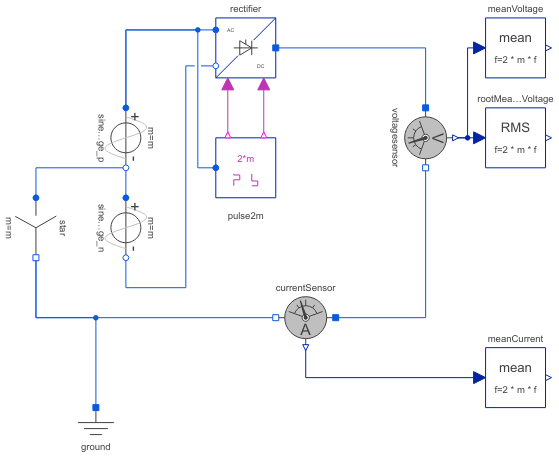 rectifier
meanVoltage
AC
DC
mean
f=2 * m * f
sine...ge_p
+
m=m
-
voltagesensor
rootMea...Voltage
RMS
f=2 * m * f
2*m
pulse2m
star
m=m
sine...ge_n
+
m=m
-
currentSensor
A
meanCurrent
mean
f=2 * m * f
ground